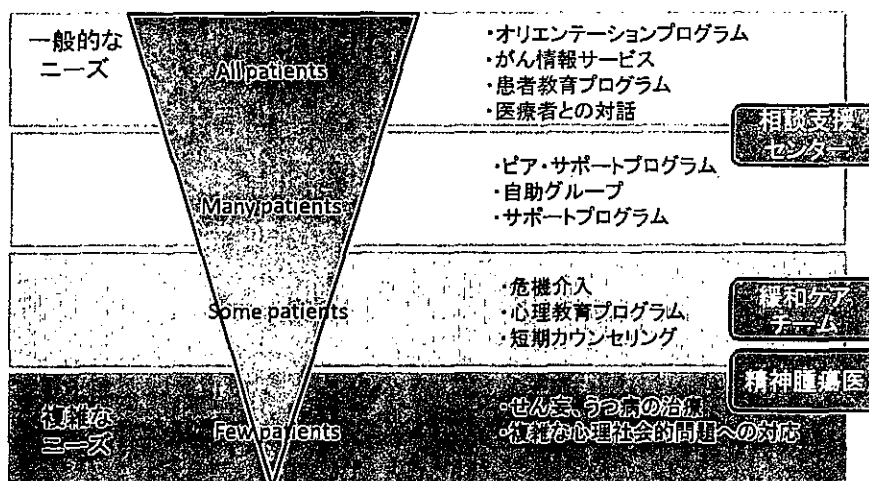 一般的な
ニーズ
All patients
・オリエンテーションプログラム
・がん情報サービス
・患者教育プログラム
・医療者との対話
相談支援
センター
Many patients
・ピア・サポートプログラム
・自助グループ
・サポートプログラム
Some patients
・危機介入
・心理教育プログラム
・短期カウンセリング
緩和ケア
チーム
精神腫瘍医
複雑な
ニーズ
Few patients
・せん妄、うつ病の治療
・複雑な心理社会的問題への対応